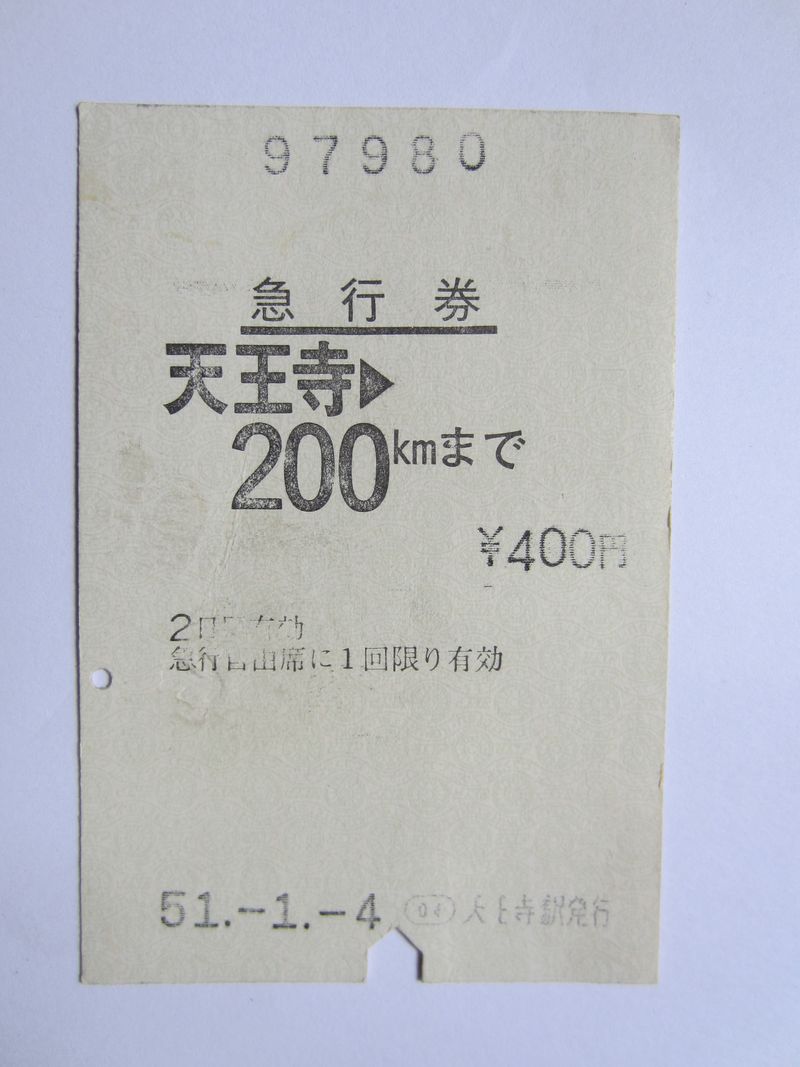 97980
急行券
天王寺▶
200kmまで
¥400円
2日間有効
急行自由席に1回限り有効
51.-1.-4 04 天王寺駅発行